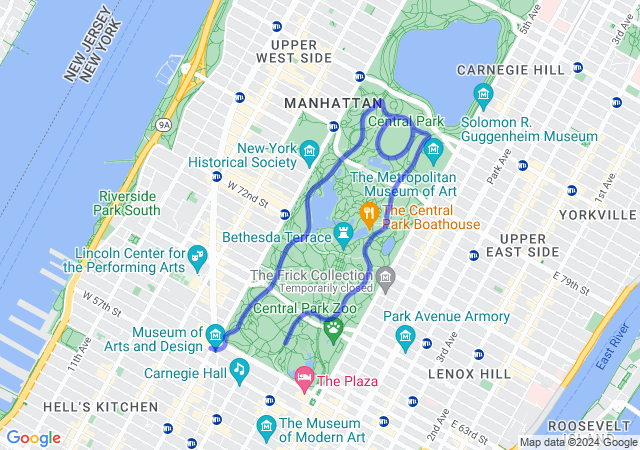 NEW JERSEY
NEW YORK
UPPER
WEST SIDE
5th Ave
3rd Ave
CARNEGIE HILL
MANHATTAN
Central Park
9A
Solomon R.
Guggenheim Museum
New-York
Historical Society
Park Ave
1st Ave
W 72nd St
The Metropolitan
Museum of Art
Riverside
Park South
The Central
Park Boathouse
YORKVILLE
Bethesda Terrace
UPPER
EAST SIDE
Lincoln Center for
the Performing Arts
The Frick Collection
Temporarily closed
E 79th St
W 57th St
Central Park Zoo
Park Avenue Armory
Museum of
Arts and Design
East River
11th Ave
3rd Ave
Carnegie Hall
The Plaza
LENOX HILL
HELL'S KITCHEN
2nd Ave
The Museum
of Modern Art
E 63rd St
ROOSEVELT
ISLAND
Google
Map data ©2024 Google